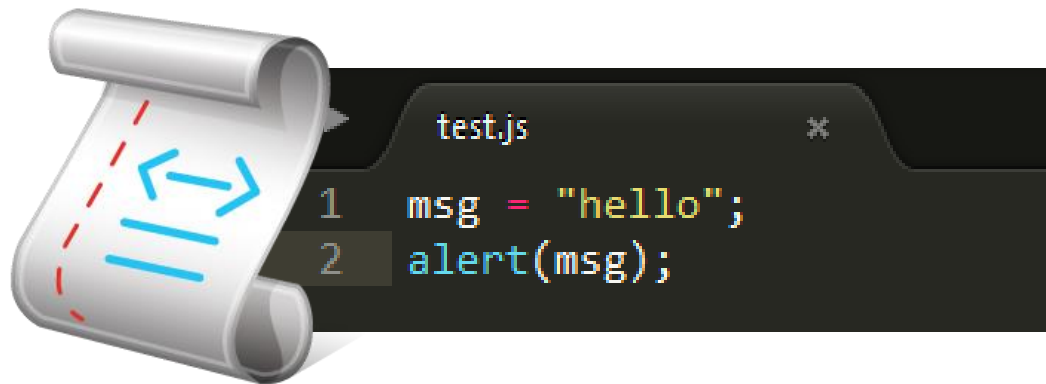 test.js ×
1 msg = "hello";
2 alert(msg);